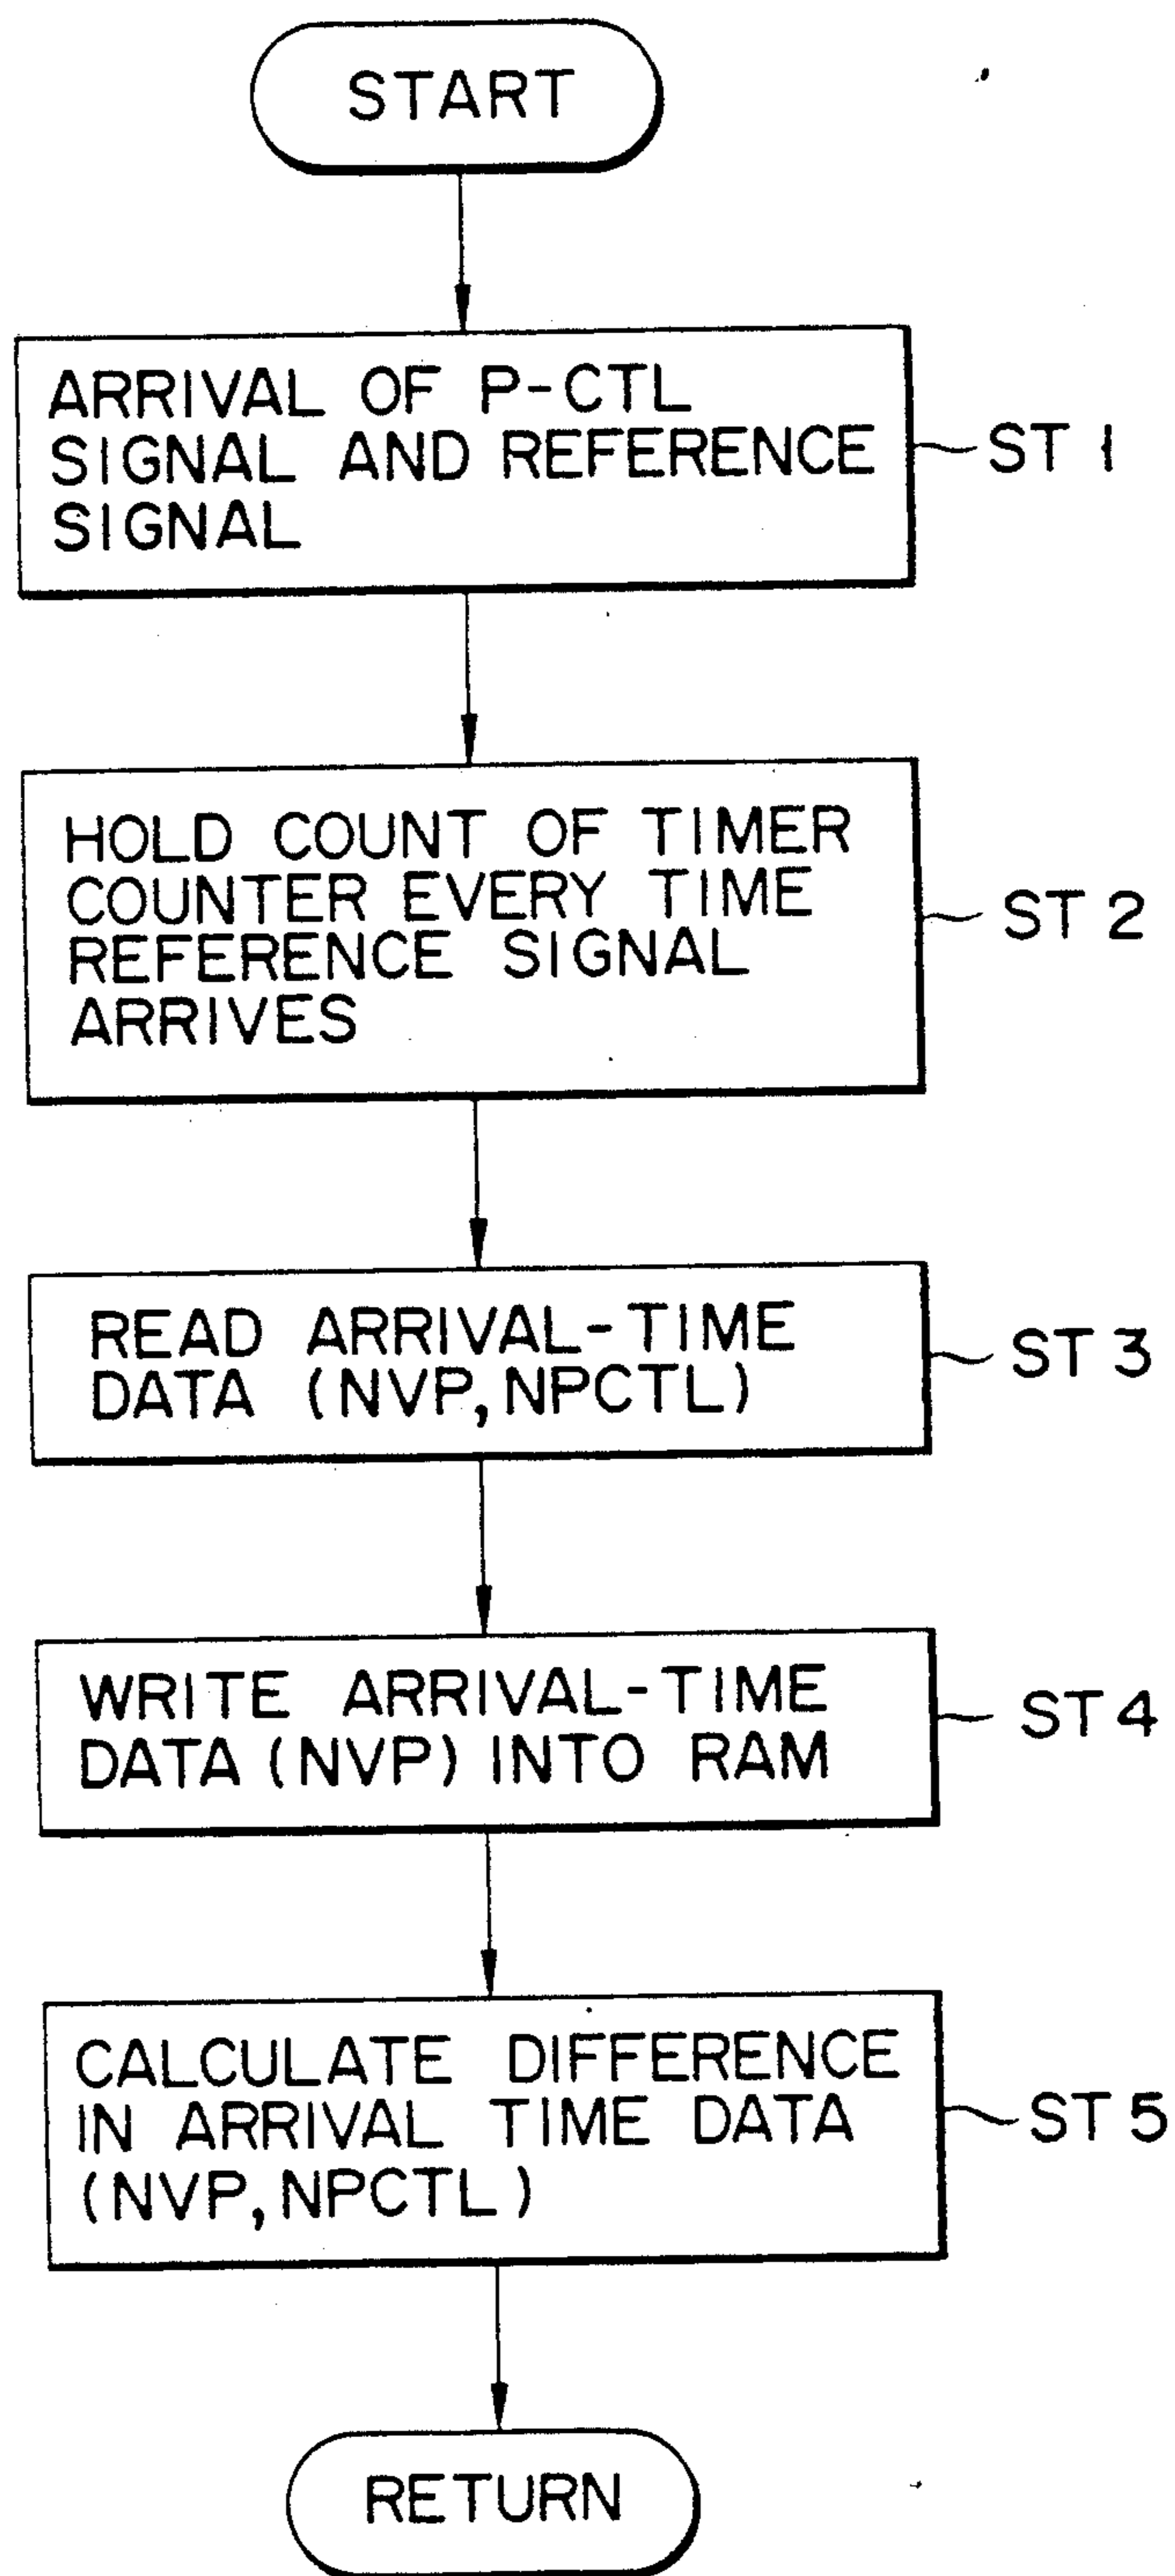 START
ARRIVAL OF P-CTL
SIGNAL AND REFERENCE
SIGNAL
ST 1
HOLD COUNT OF TIMER
COUNTER EVERY TIME
REFERENCE SIGNAL
ARRIVES
ST 2
READ ARRIVAL-TIME
DATA (NVP, NPCTL)
ST 3
WRITE ARRIVAL-TIME
DATA (NVP) INTO RAM
ST 4
CALCULATE DIFFERENCE
IN ARRIVAL TIME DATA
(NVP, NPCTL)
ST 5
RETURN